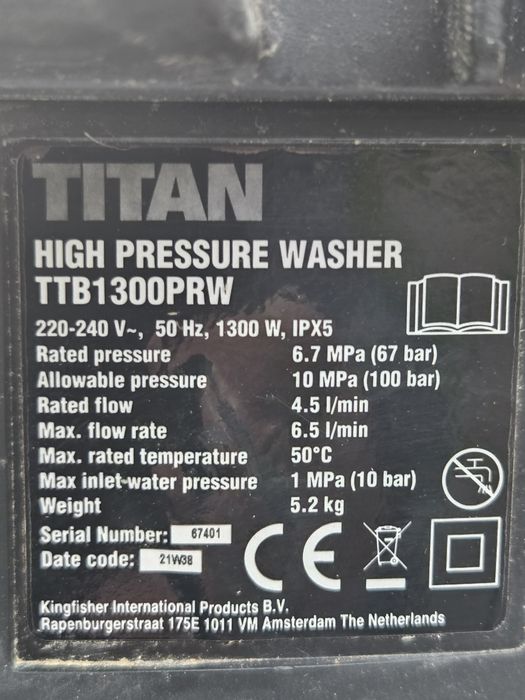 TITAN
HIGH PRESSURE WASHER
TTB1300PRW
220-240 V~, 50 Hz, 1300 W, IPX5
Rated pressure 6.7 MPa (67 bar)
Allowable pressure 10 MPa (100 bar)
Rated flow 4.5 l/min
Max. flow rate 6.5 l/min
Max. rated temperature 50°C
Max inlet-water pressure 1 MPa (10 bar)
Weight 5.2 kg
Serial Number: 67401
Date code: 21W38
CE
Kingfisher International Products B.V.
Rapenburgerstraat 175E 1011 VM Amsterdam The Netherlands